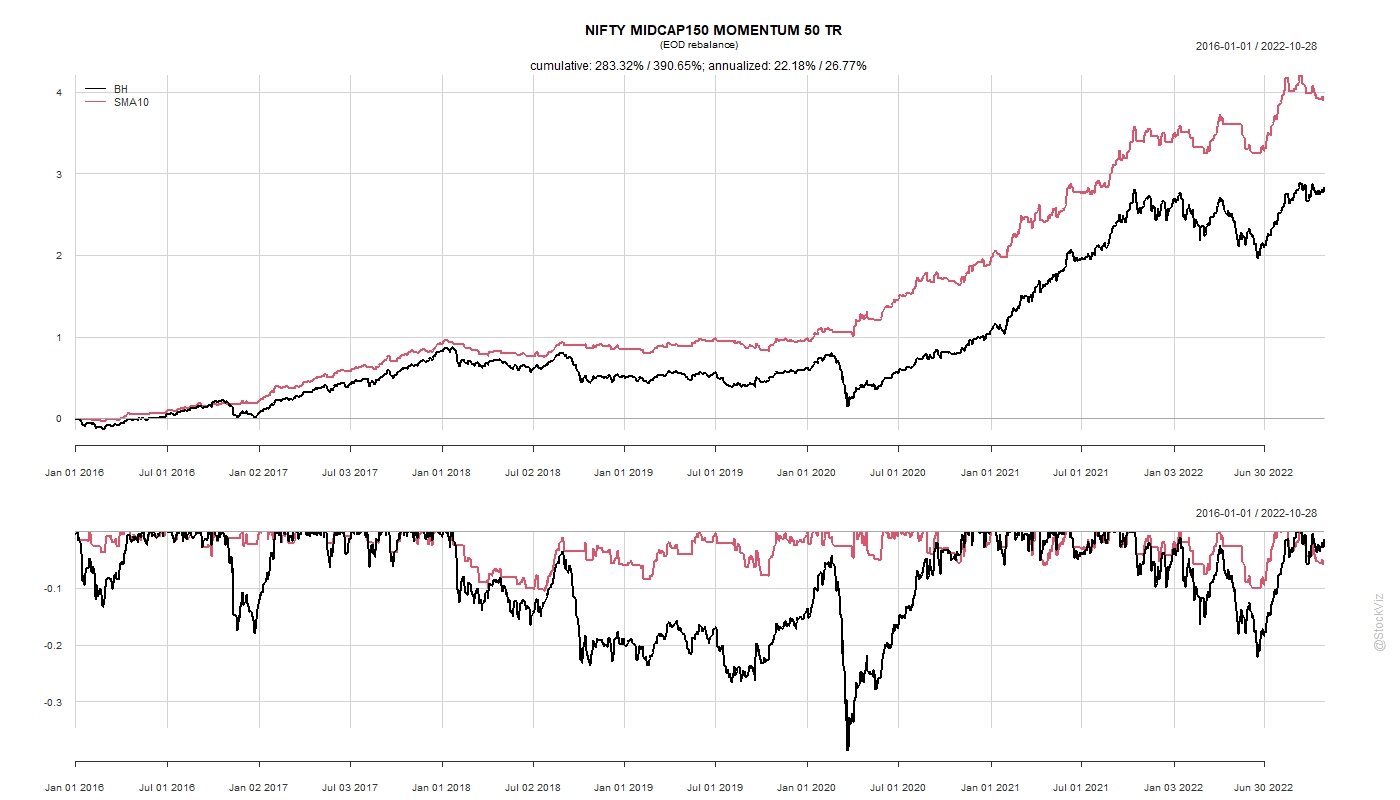 NIFTY MIDCAP150 MOMENTUM 50 TR
(EOD rebalance)
2016-01-01 / 2022-10-28
cumulative: 283.32% / 390.65%; annualized: 22.18% / 26.77%
BH
SMA10
4
3
2
1
0
Jan 01 2016 Jul 01 2016 Jan 02 2017 Jul 03 2017 Jan 01 2018 Jul 02 2018 Jan 01 2019 Jul 01 2019 Jan 01 2020 Jul 01 2020 Jan 01 2021 Jul 01 2021 Jan 03 2022 Jun 30 2022
2016-01-01 / 2022-10-28
-0.1
-0.2
-0.3
Jan 01 2016 Jul 01 2016 Jan 02 2017 Jul 03 2017 Jan 01 2018 Jul 02 2018 Jan 01 2019 Jul 01 2019 Jan 01 2020 Jul 01 2020 Jan 01 2021 Jul 01 2021 Jan 03 2022 Jun 30 2022
@StockViz